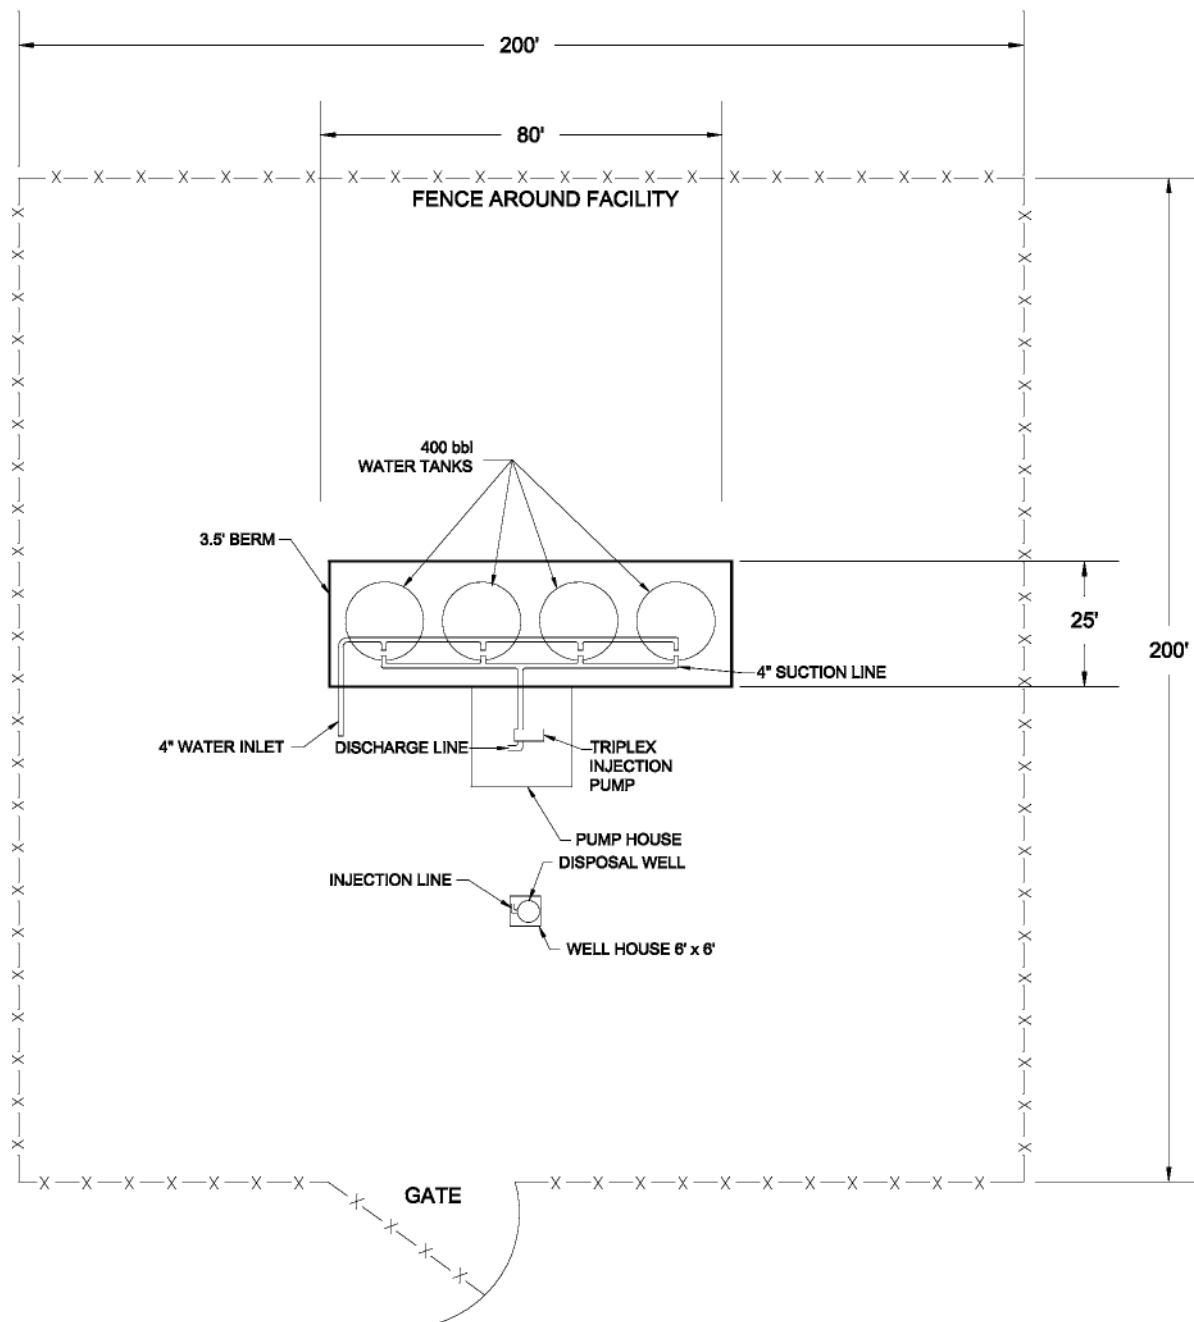 200'
80'
FENCE AROUND FACILITY
400 bbl
WATER TANKS
3.5' BERM
25'
200'
4" SUCTION LINE
4" WATER INLET
DISCHARGE LINE
TRIPLEX
INJECTION
PUMP
PUMP HOUSE
DISPOSAL WELL
INJECTION LINE
WELL HOUSE 6' x 6'
GATE